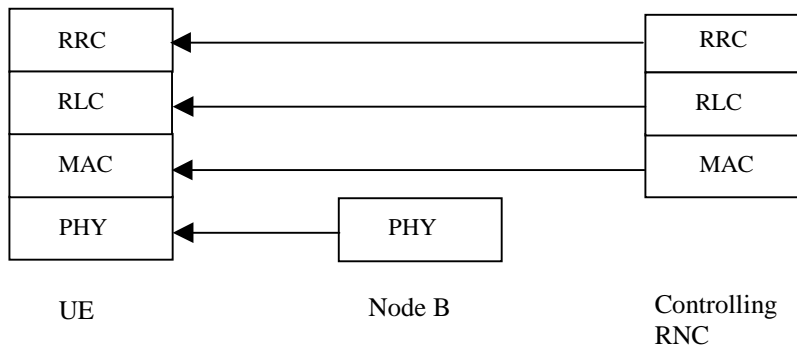 RRC
RRC
RLC
RLC
MAC
MAC
PHY
PHY
UE
Node B
Controlling
RNC